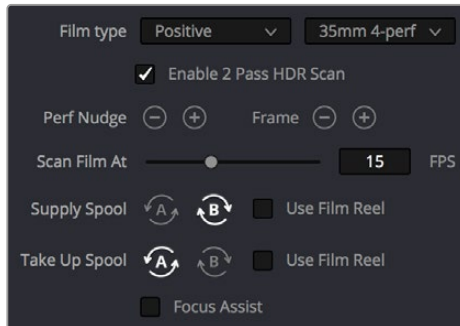 Film type Positive 35mm 4-perf
Enable 2 Pass HDR Scan
Perf Nudge Frame
Scan Film At 15 FPS
Supply Spool A B Use Film Reel
Take Up Spool A B Use Film Reel
Focus Assist